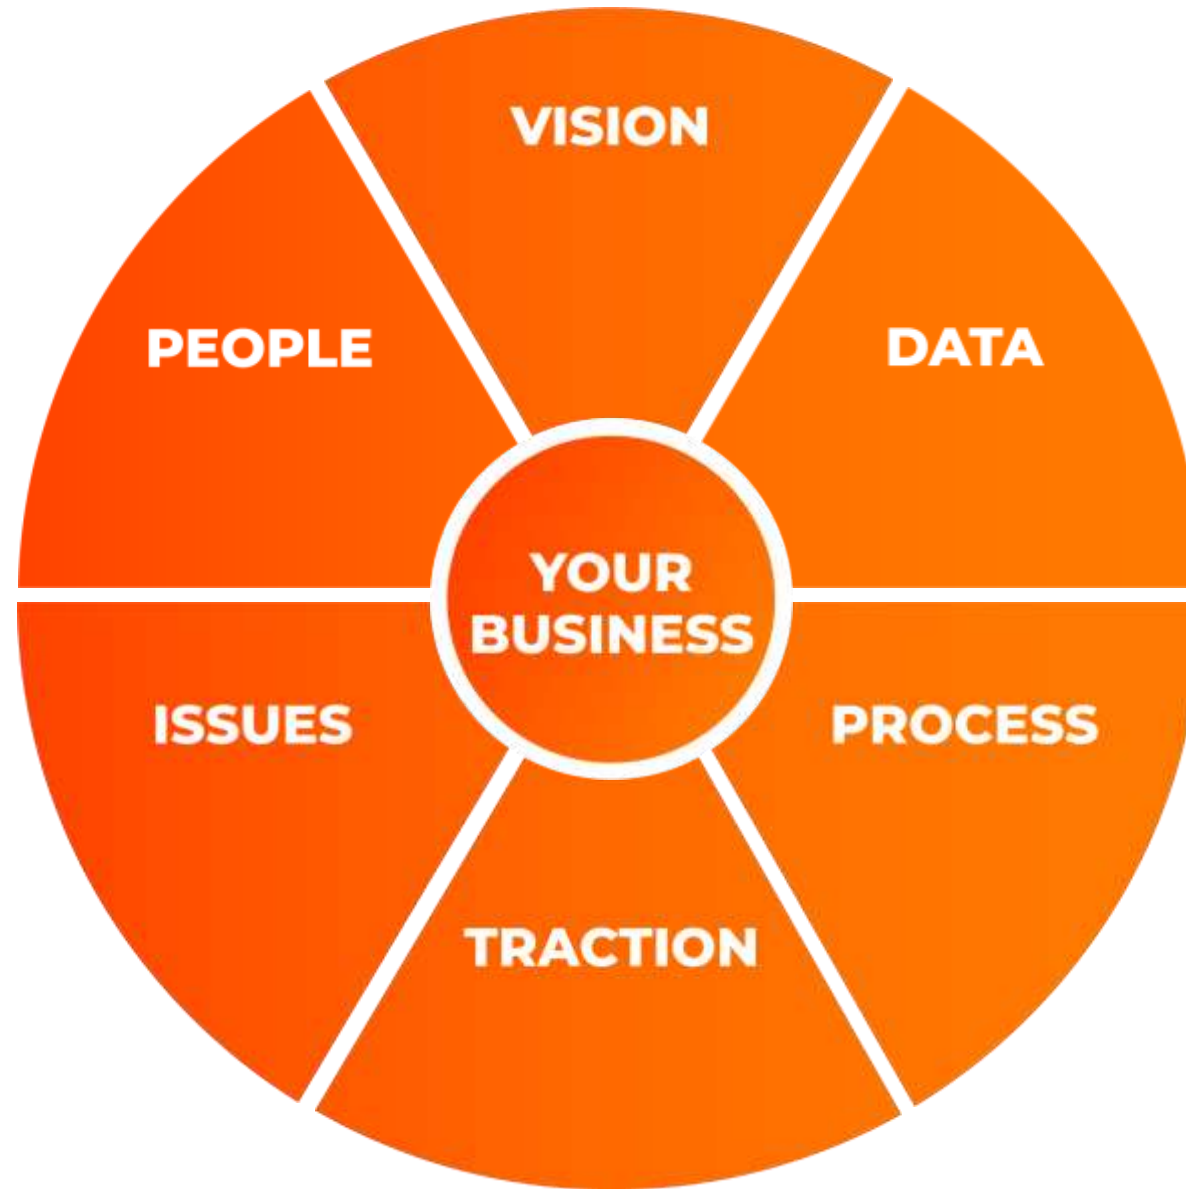 VISION
PEOPLE
DATA
YOUR
BUSINESS
ISSUES
PROCESS
TRACTION